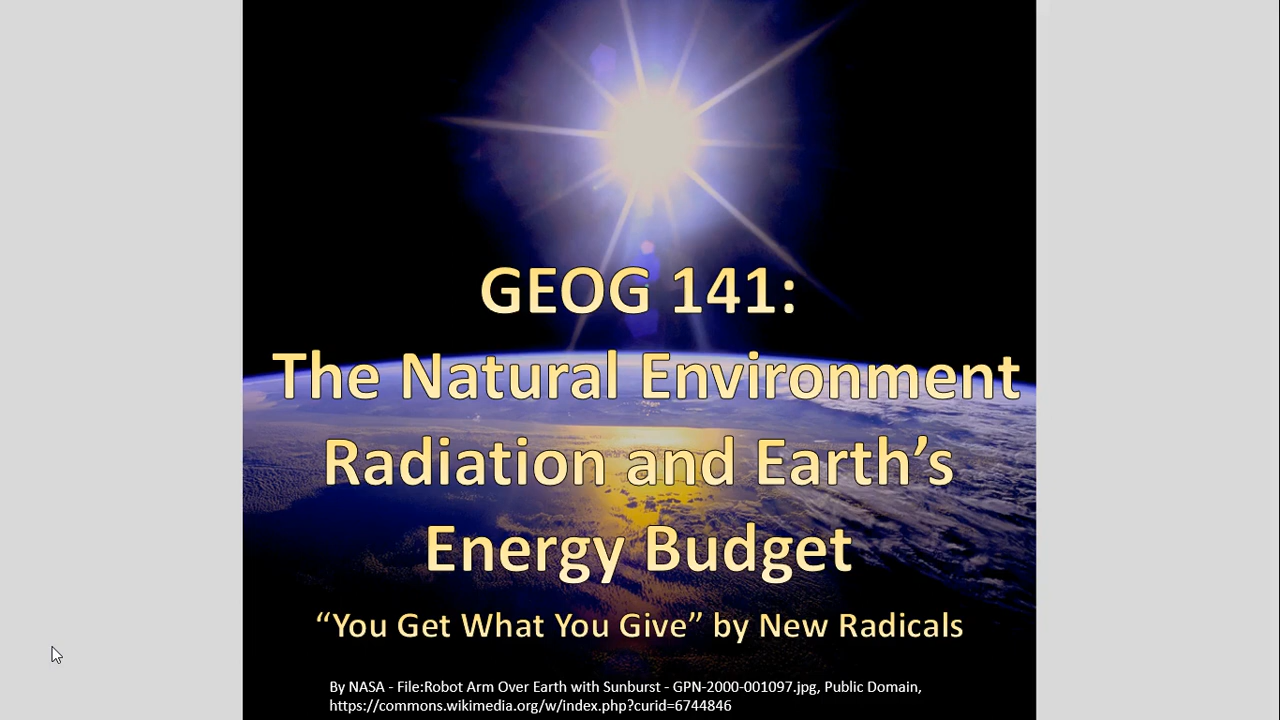 GEOG 141:
The Natural Environment
Radiation and Earth’s
Energy Budget
“You Get What You Give” by New Radicals
By NASA - File:Robot Arm Over Earth with Sunburst - GPN-2000-001097.jpg, Public Domain,
https://commons.wikimedia.org/w/index.php?curid=6744846